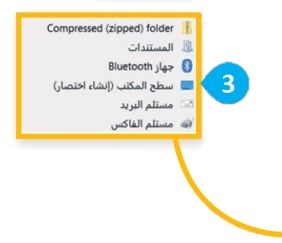 Compressed (zipped) folder
المستندات
جهاز Bluetooth
سطح المكتب (إنشاء اختصار)
3
مستلم البريد
مستلم الفاكس